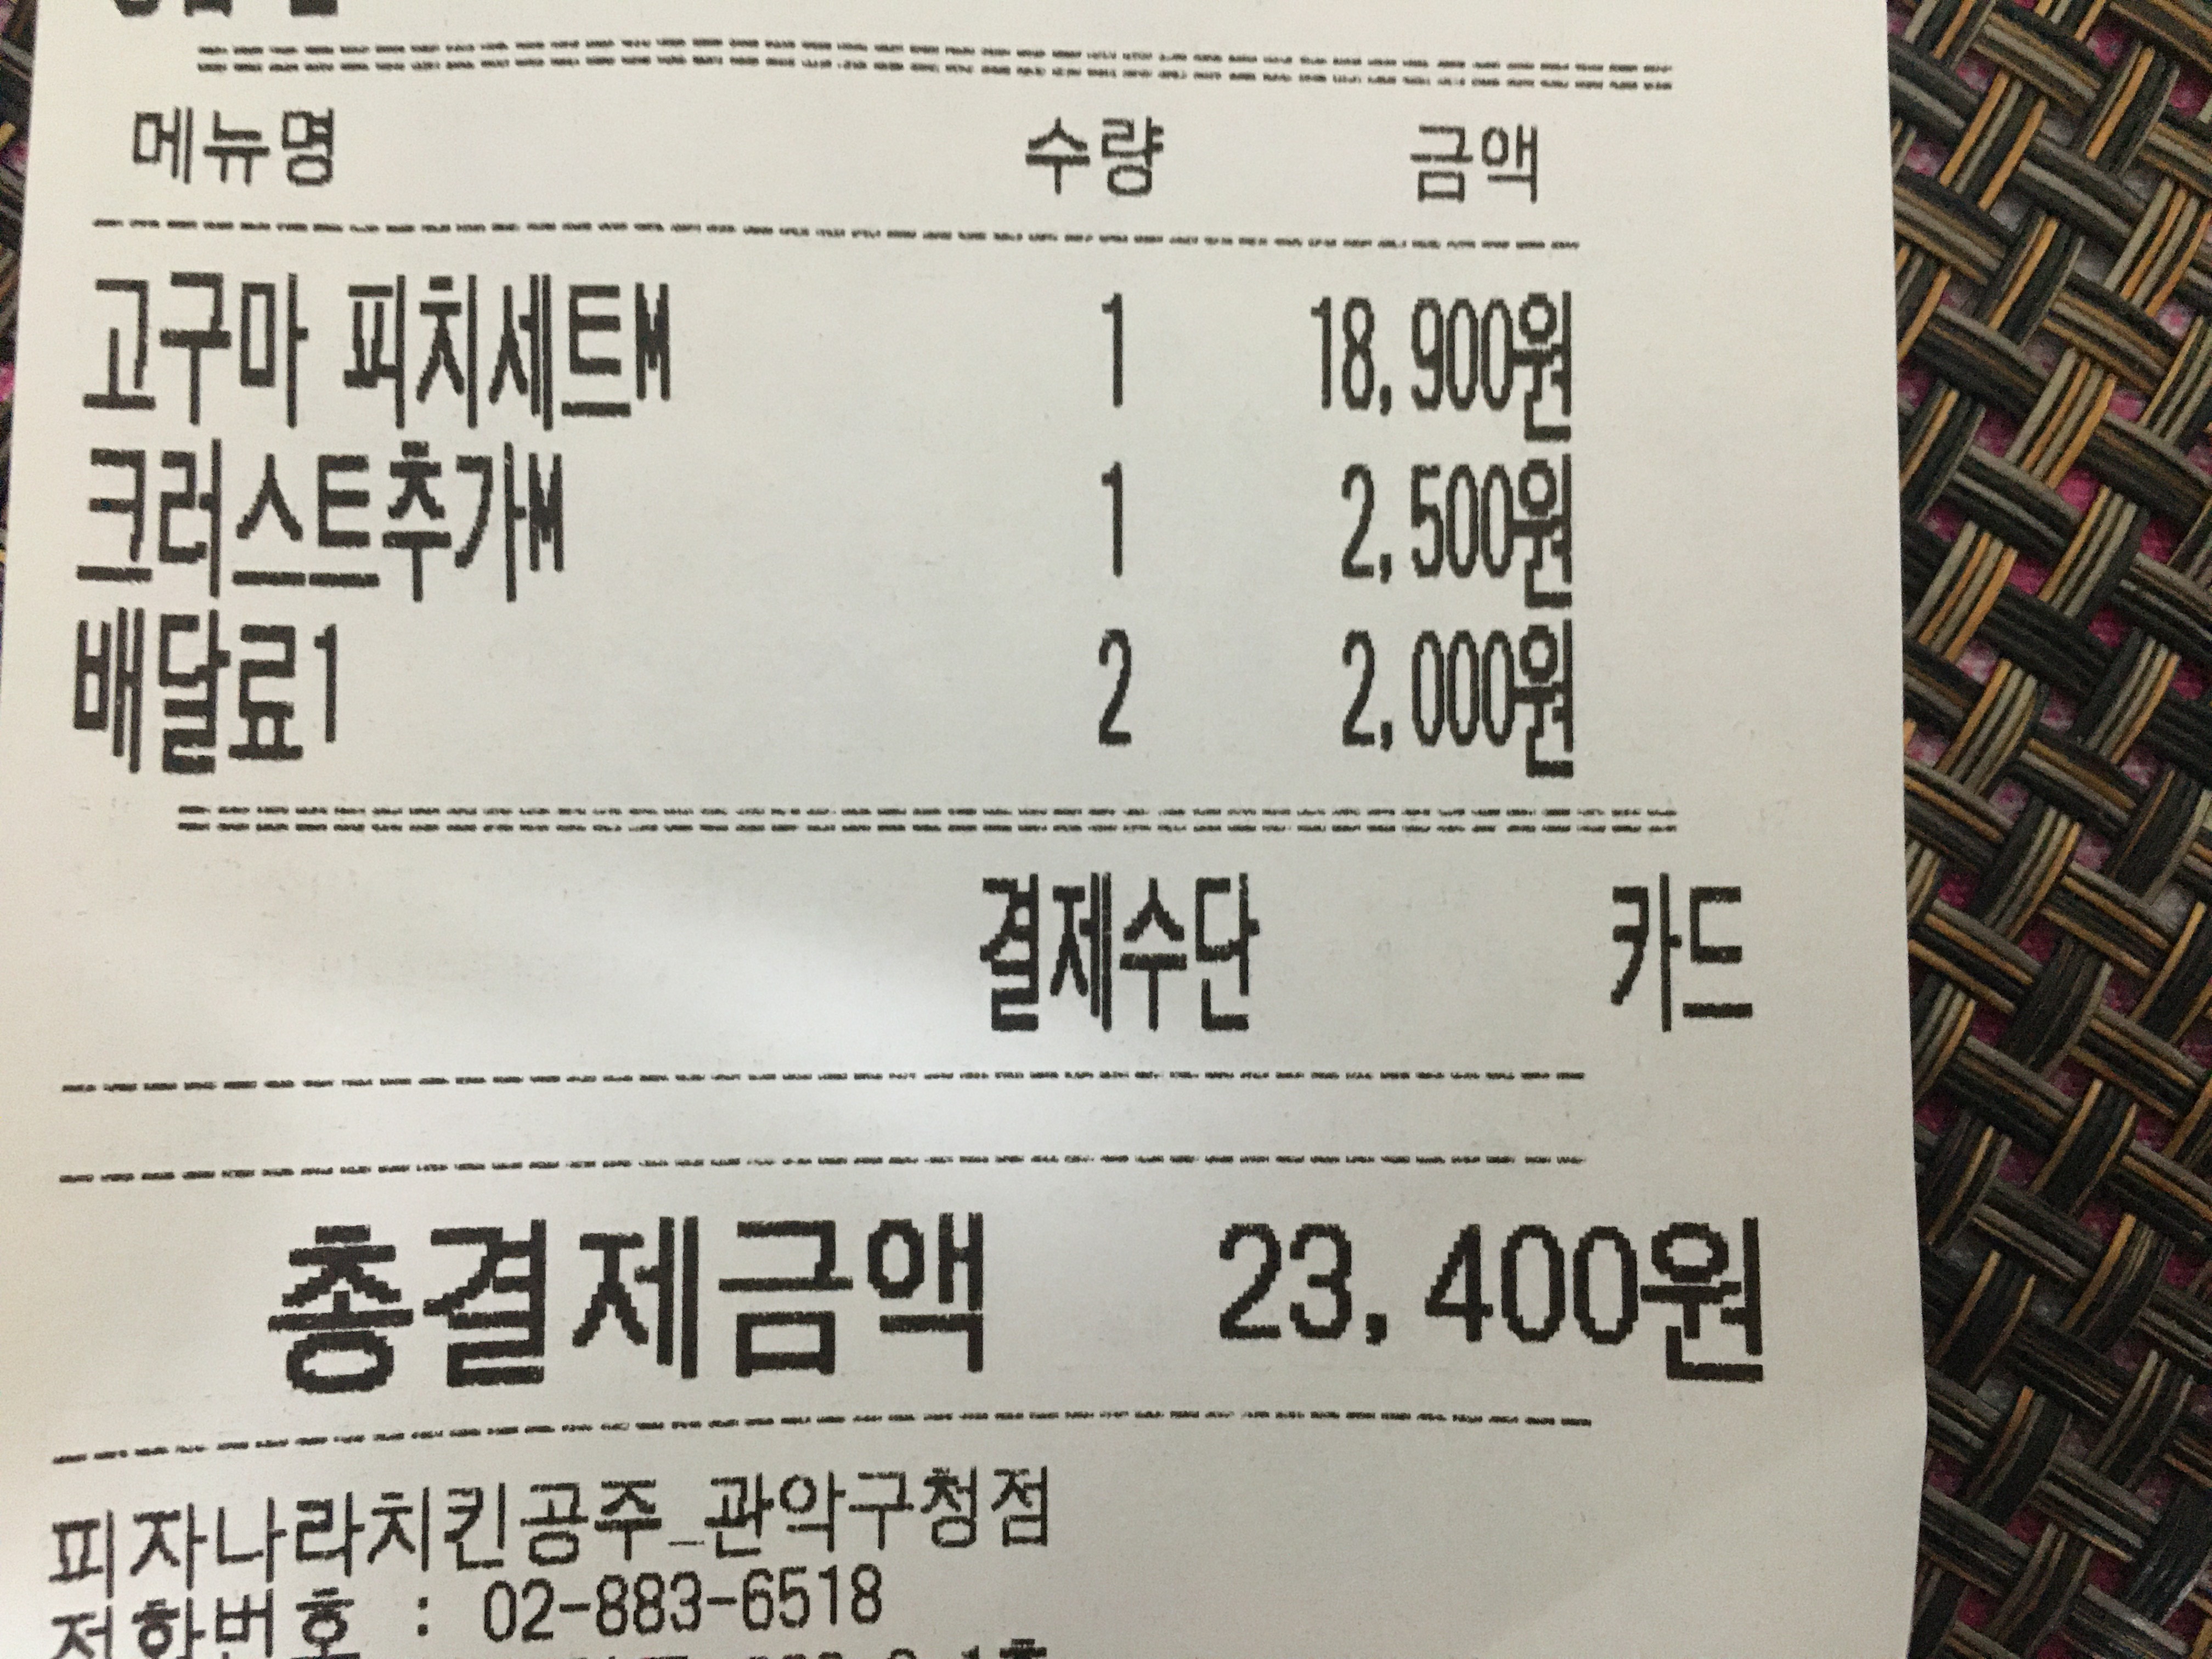 메뉴명 수량 금액
고구마 피치세트M 1 18,900원
크러스트추가M 1 2,500원
배달료1 2 2,000원
결제수단 카드
총결제금액 23,400원
피자나라치킨공주_관악구청점
전화번호 : 02-883-6518